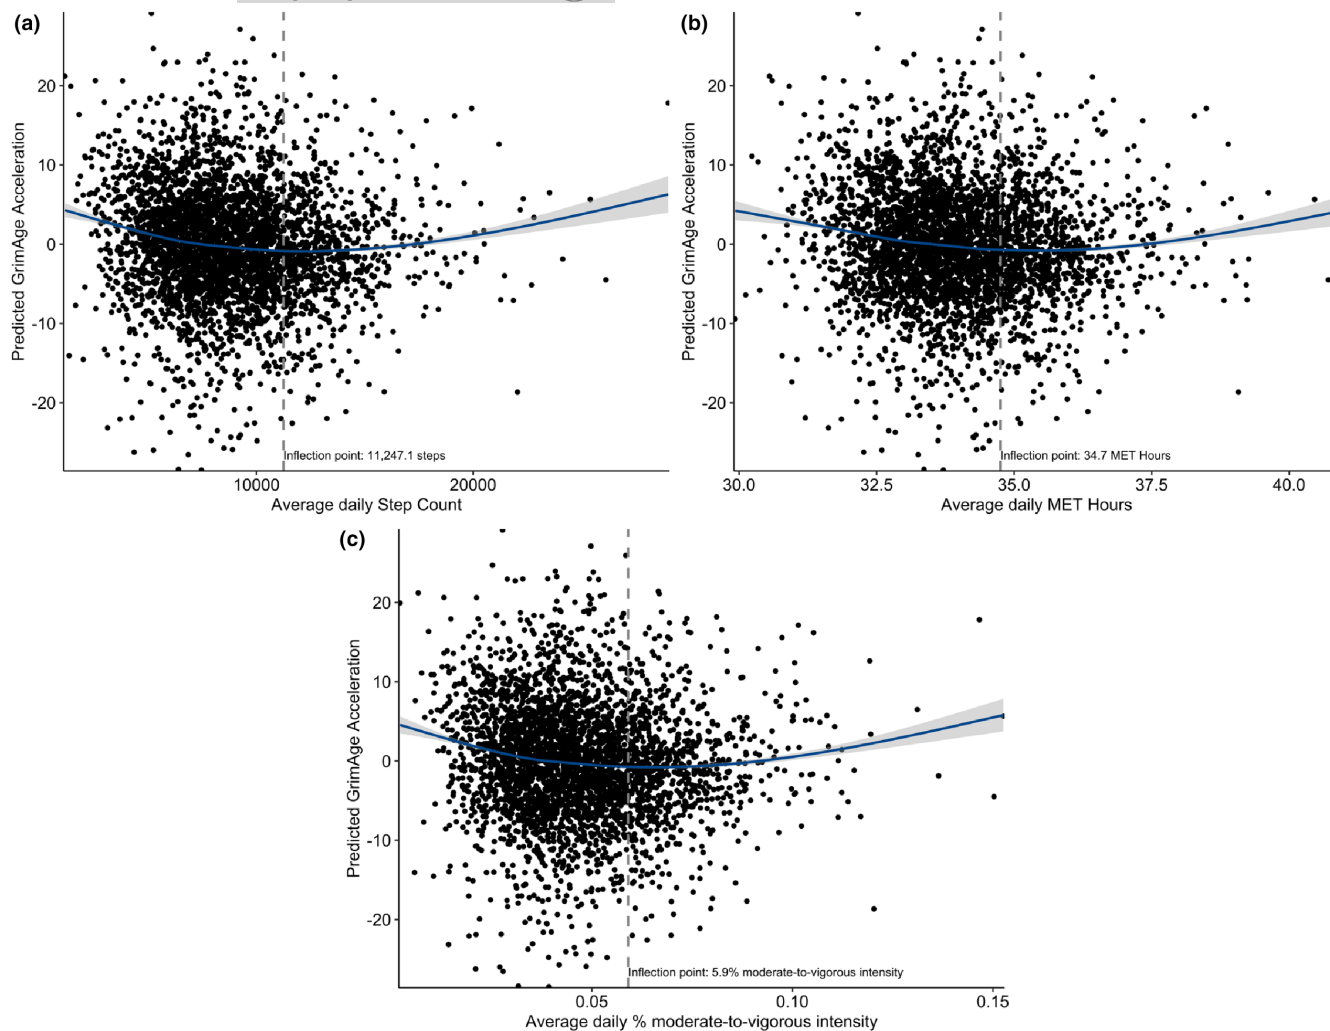 (a)
20
10
0
-10
-20
Predicted GrimAge Acceleration
Inflection point: 11,247.1 steps
10000 20000
Average daily Step Count
(b)
20
10
0
-10
-20
Predicted GrimAge Acceleration
Inflection point: 34.7 MET Hours
30.0 32.5 35.0 37.5 40.0
Average daily MET Hours
(c)
20
10
0
-10
-20
Predicted GrimAge Acceleration
Inflection point: 5.9% moderate-to-vigorous intensity
0.05 0.10 0.15
Average daily % moderate-to-vigorous intensity